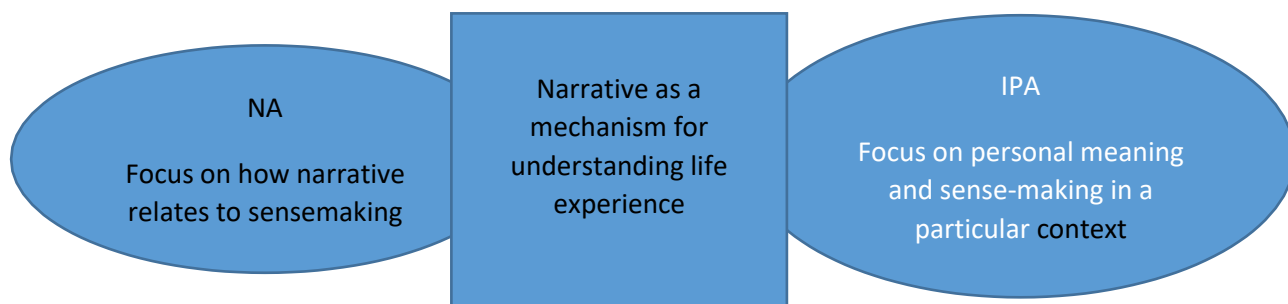 NA
Focus on how narrative
relates to sensemaking
Narrative as a
mechanism for
understanding life
experience
IPA
Focus on personal meaning
and sense-making in a
particular context